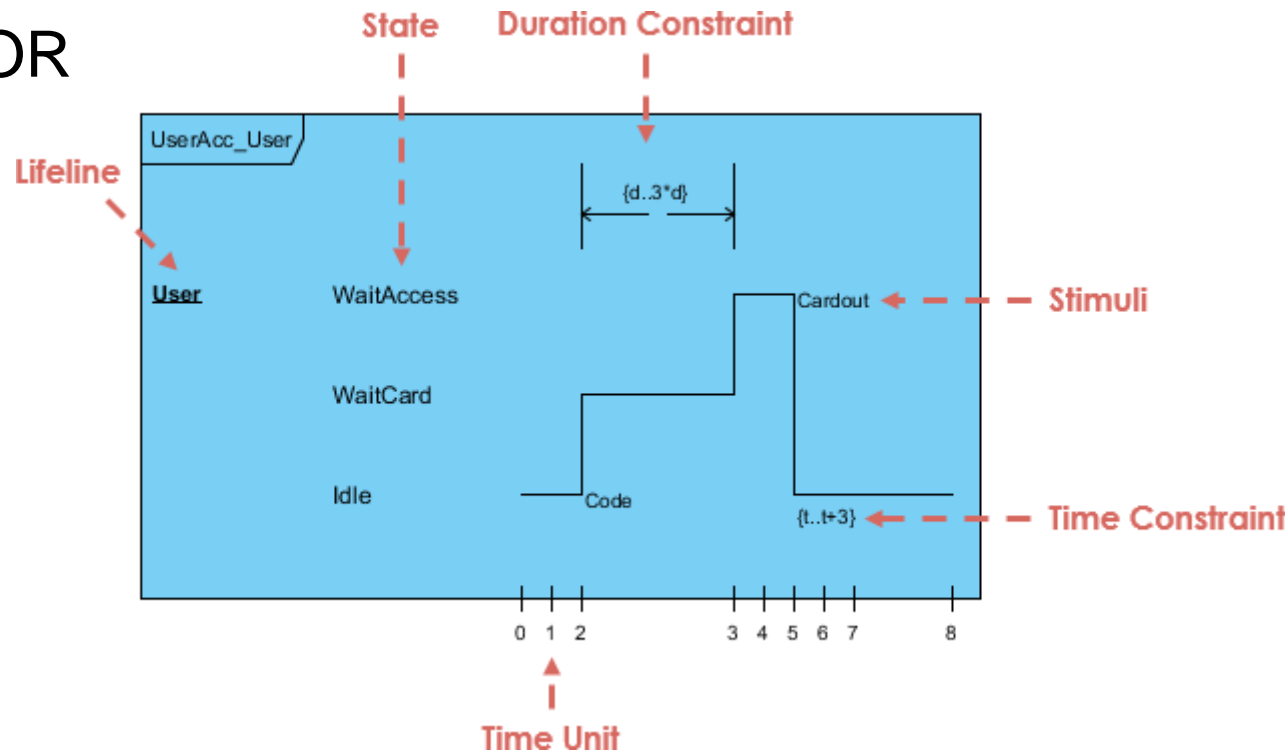 OR
State
Duration Constraint
UserAcc_User
Lifeline
{d..3*d}
User
WaitAccess
Cardout
Stimuli
WaitCard
Idle
Code
{t..t+3}
Time Constraint
0 1 2 3 4 5 6 7 8
Time Unit